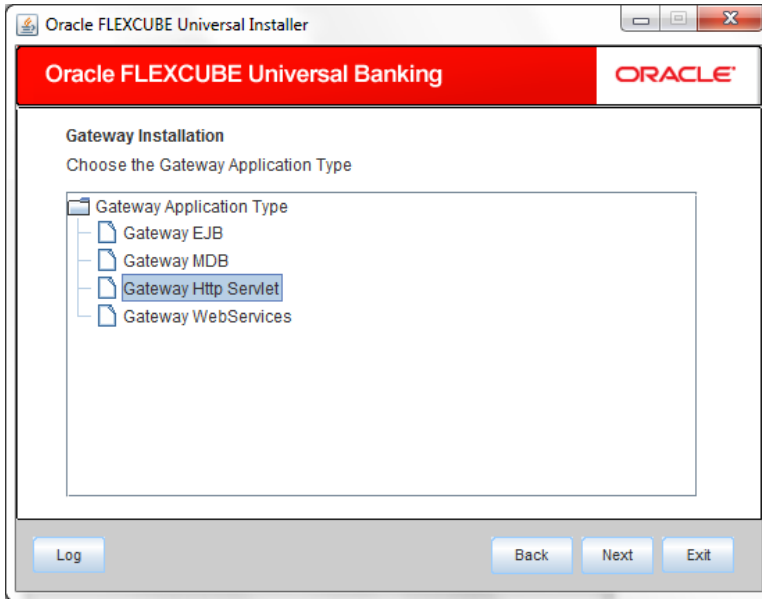 Oracle FLEXCUBE Universal Installer
Oracle FLEXCUBE Universal Banking
ORACLE
Gateway Installation
Choose the Gateway Application Type
Gateway Application Type
Gateway EJB
Gateway MDB
Gateway Http Servlet
Gateway WebServices
Log Back Next Exit